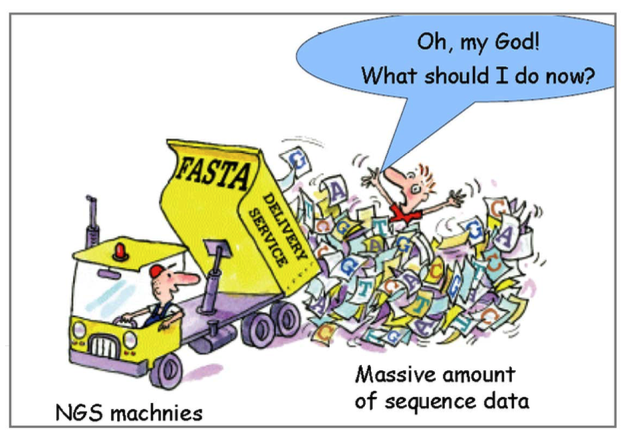 Oh, my God!
What should I do now?
FASTA
DELIVERY
SERVICE
G
A
T
C
G
A
T
G
C
A
G
T
C
A
T
A
C
G
T
C
Massive amount
of sequence data
NGS machnies